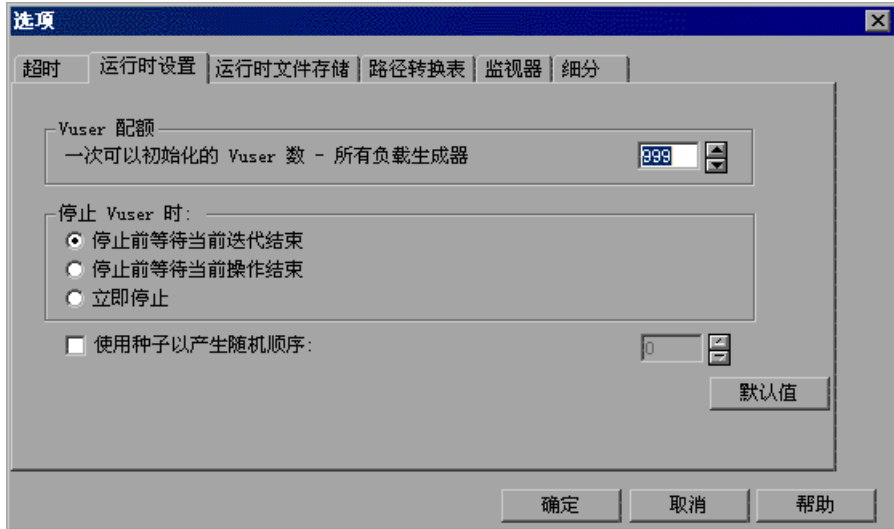 选项
超时 运行时设置 运行时文件存储 路径转换表 监视器 细分
Vuser 配额
一次可以初始化的 Vuser 数 - 所有负载生成器 999
停止 Vuser 时:
停止前等待当前迭代结束
停止前等待当前操作结束
立即停止
使用种子以产生随机顺序: 0
默认值
确定 取消 帮助